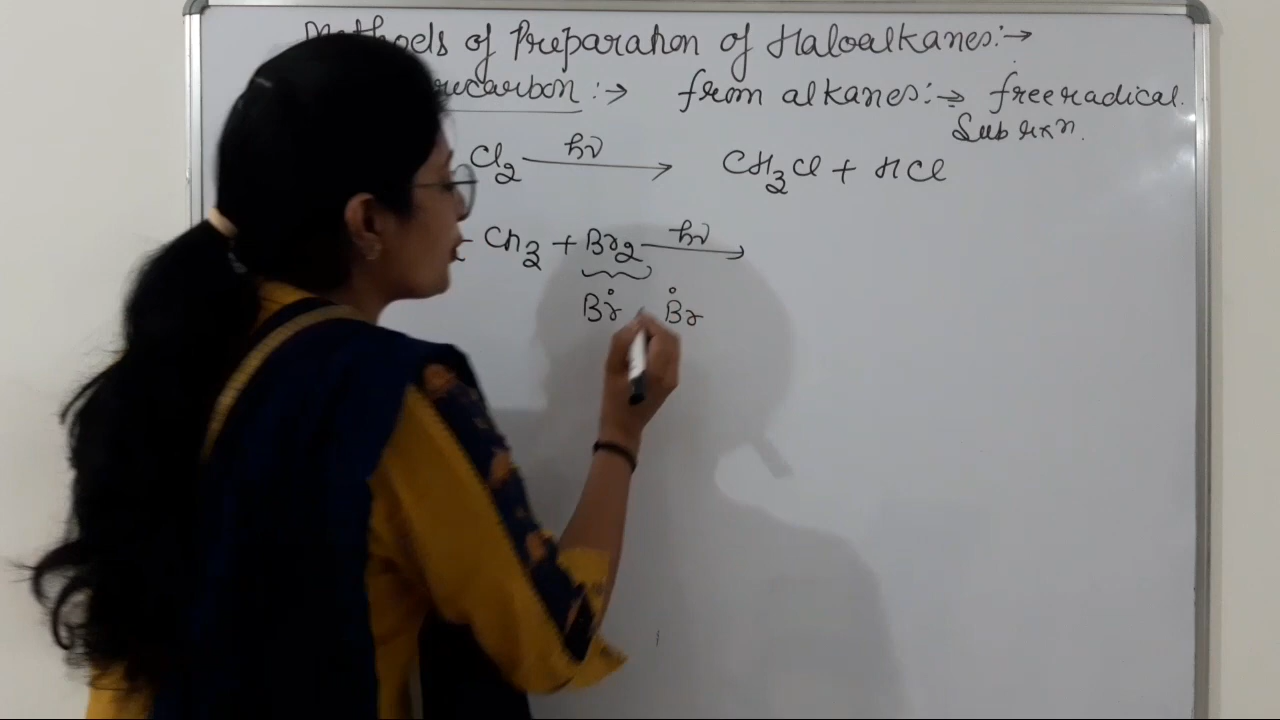 Methods of Preparation of Haloalkanes:→
from alkanes:→ free radical.
Sub rxn.
Cl2 hν → CH3Cl + HCl
- CH3 + Br2 hν →
Br Br